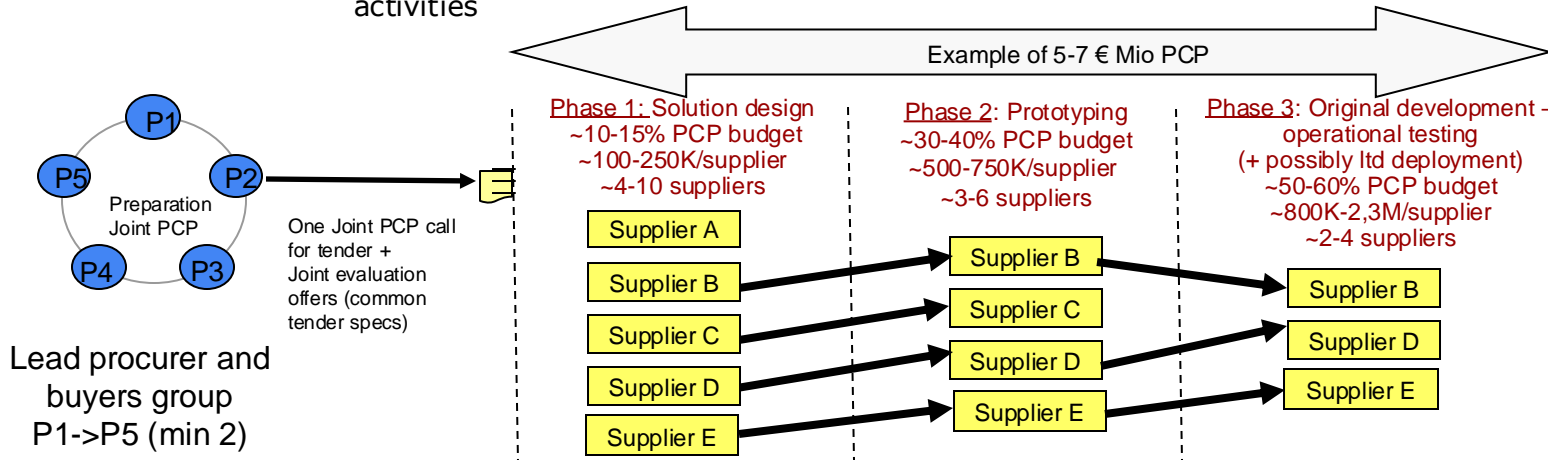 activities
Example of 5-7 € Mio PCP
P1
P5
P2
P4
P3
Preparation
Joint PCP
One Joint PCP call
for tender +
Joint evaluation
offers (common
tender specs)
Lead procurer and
buyers group
P1->P5 (min 2)
Phase 1: Solution design
~10-15% PCP budget
~100-250K/supplier
~4-10 suppliers
Supplier A
Supplier B
Supplier C
Supplier D
Supplier E
Phase 2: Prototyping
~30-40% PCP budget
~500-750K/supplier
~3-6 suppliers
Supplier B
Supplier C
Supplier D
Supplier E
Phase 3: Original development -
operational testing
(+ possibly ltd deployment)
~50-60% PCP budget
~800K-2,3M/supplier
~2-4 suppliers
Supplier B
Supplier D
Supplier E